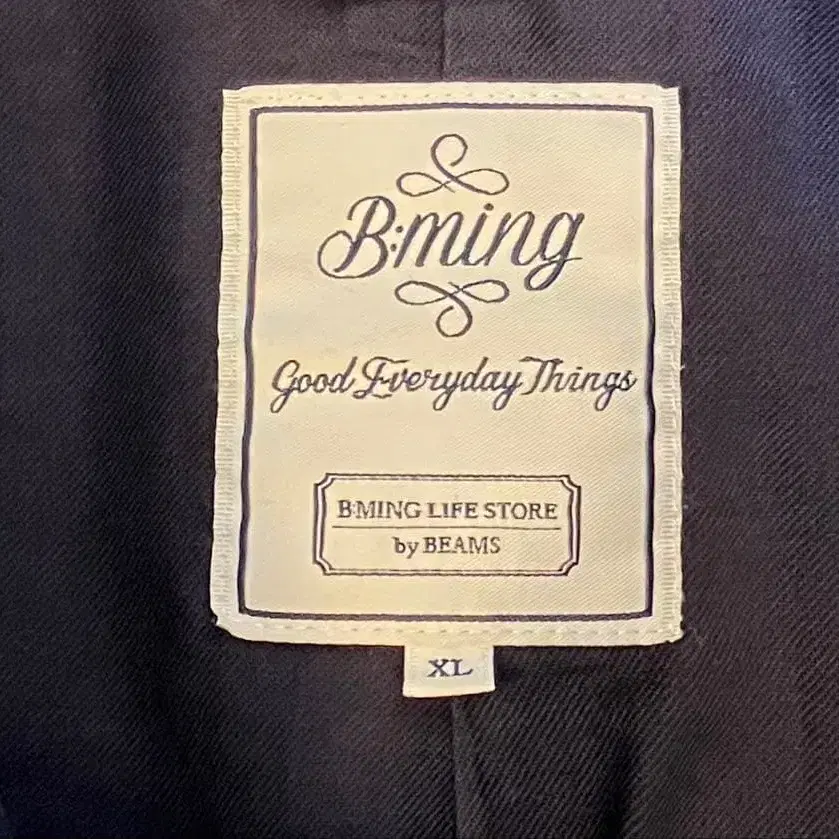 B:ming
Good Everyday Things
B:MING LIFE STORE
by BEAMS
XL